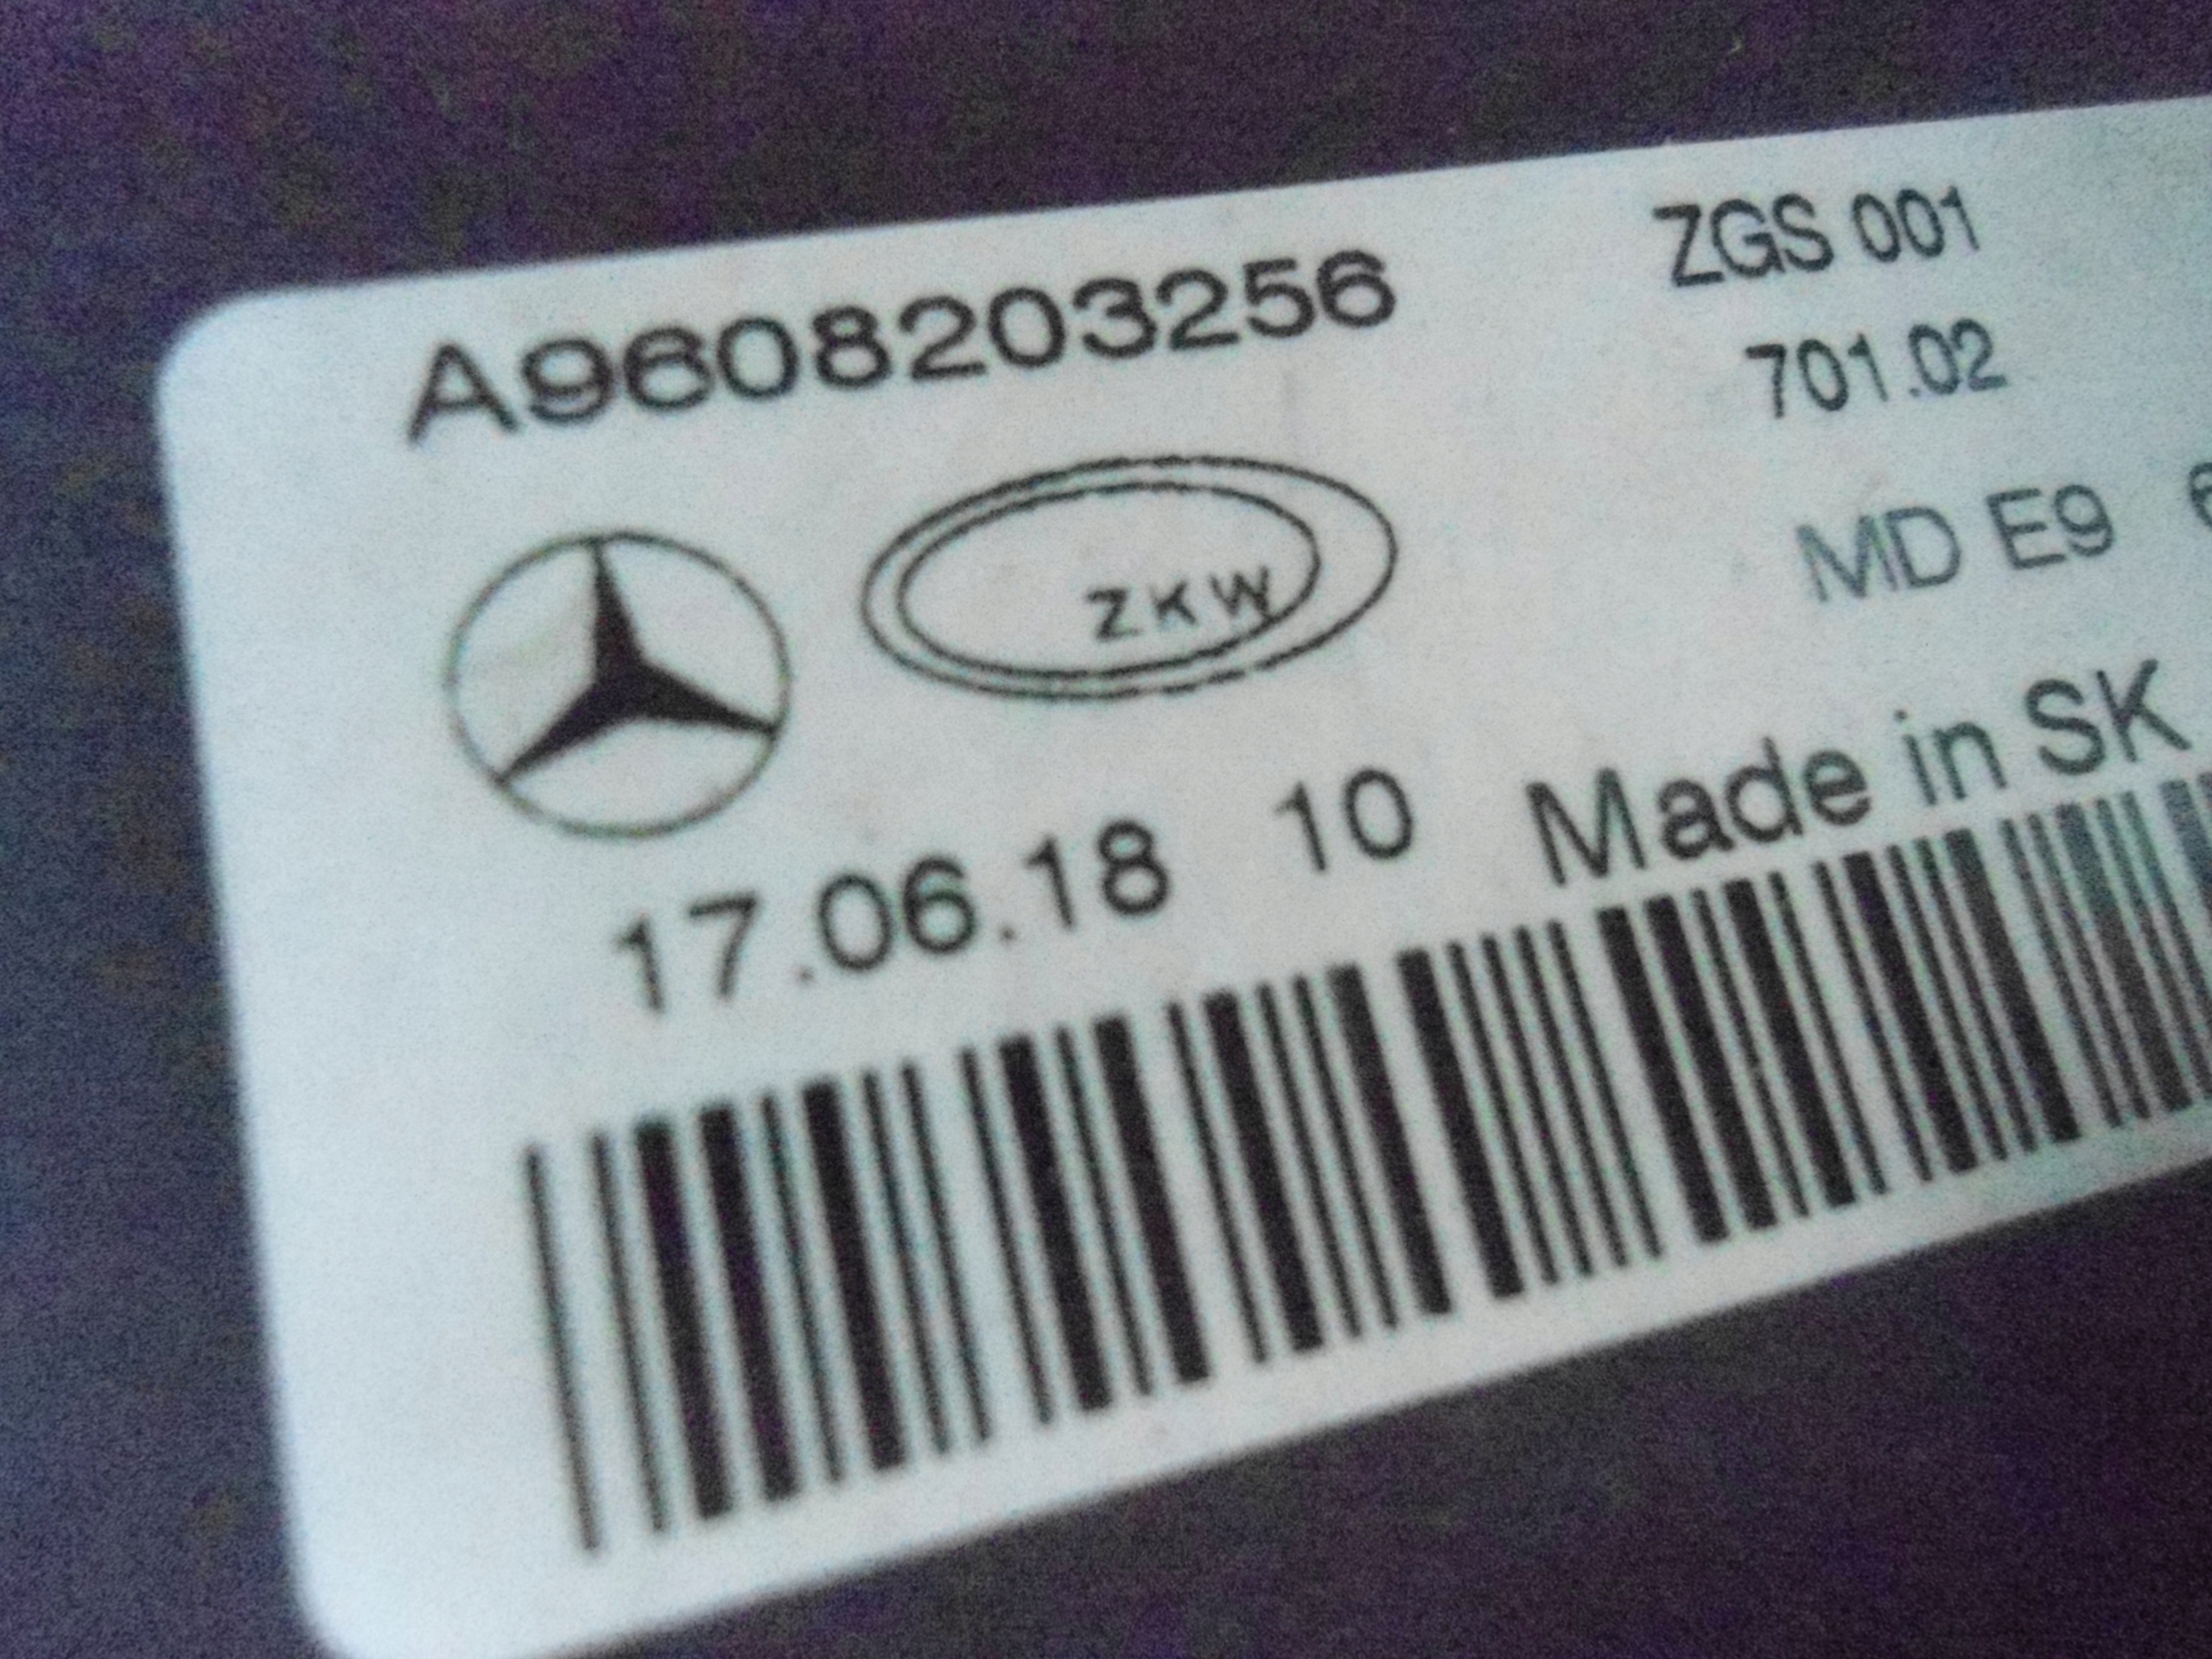 A9608203256
ZGS 001
701.02
ZKW
MD E9
17.06.18 10 Made in SK